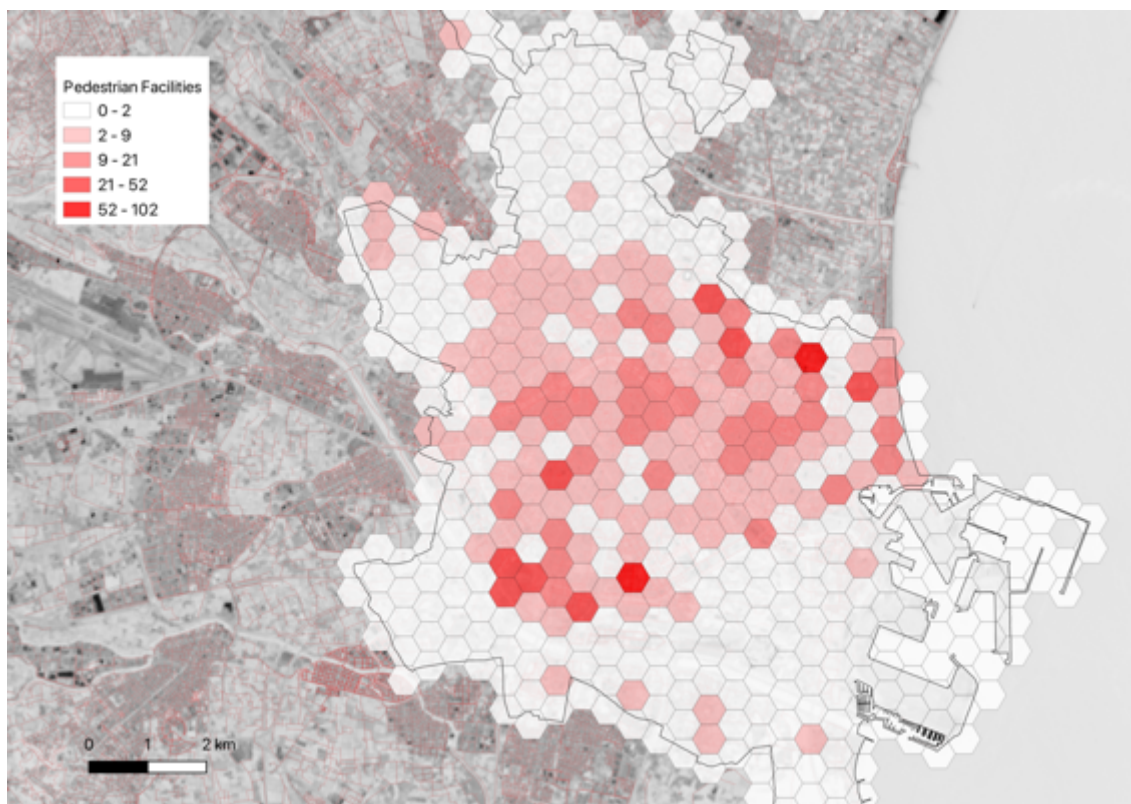 Pedestrian Facilities
0 - 2
2 - 9
9 - 21
21 - 52
52 - 102
0 1 2 km